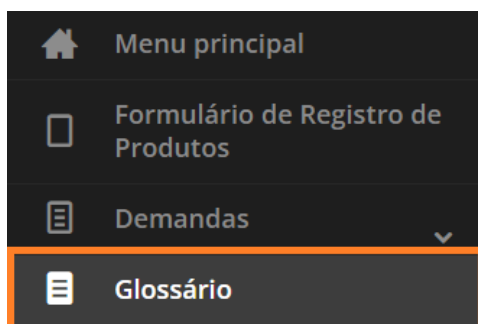 Menu principal
Formulário de Registro de
Produtos
Demandas
Glossário